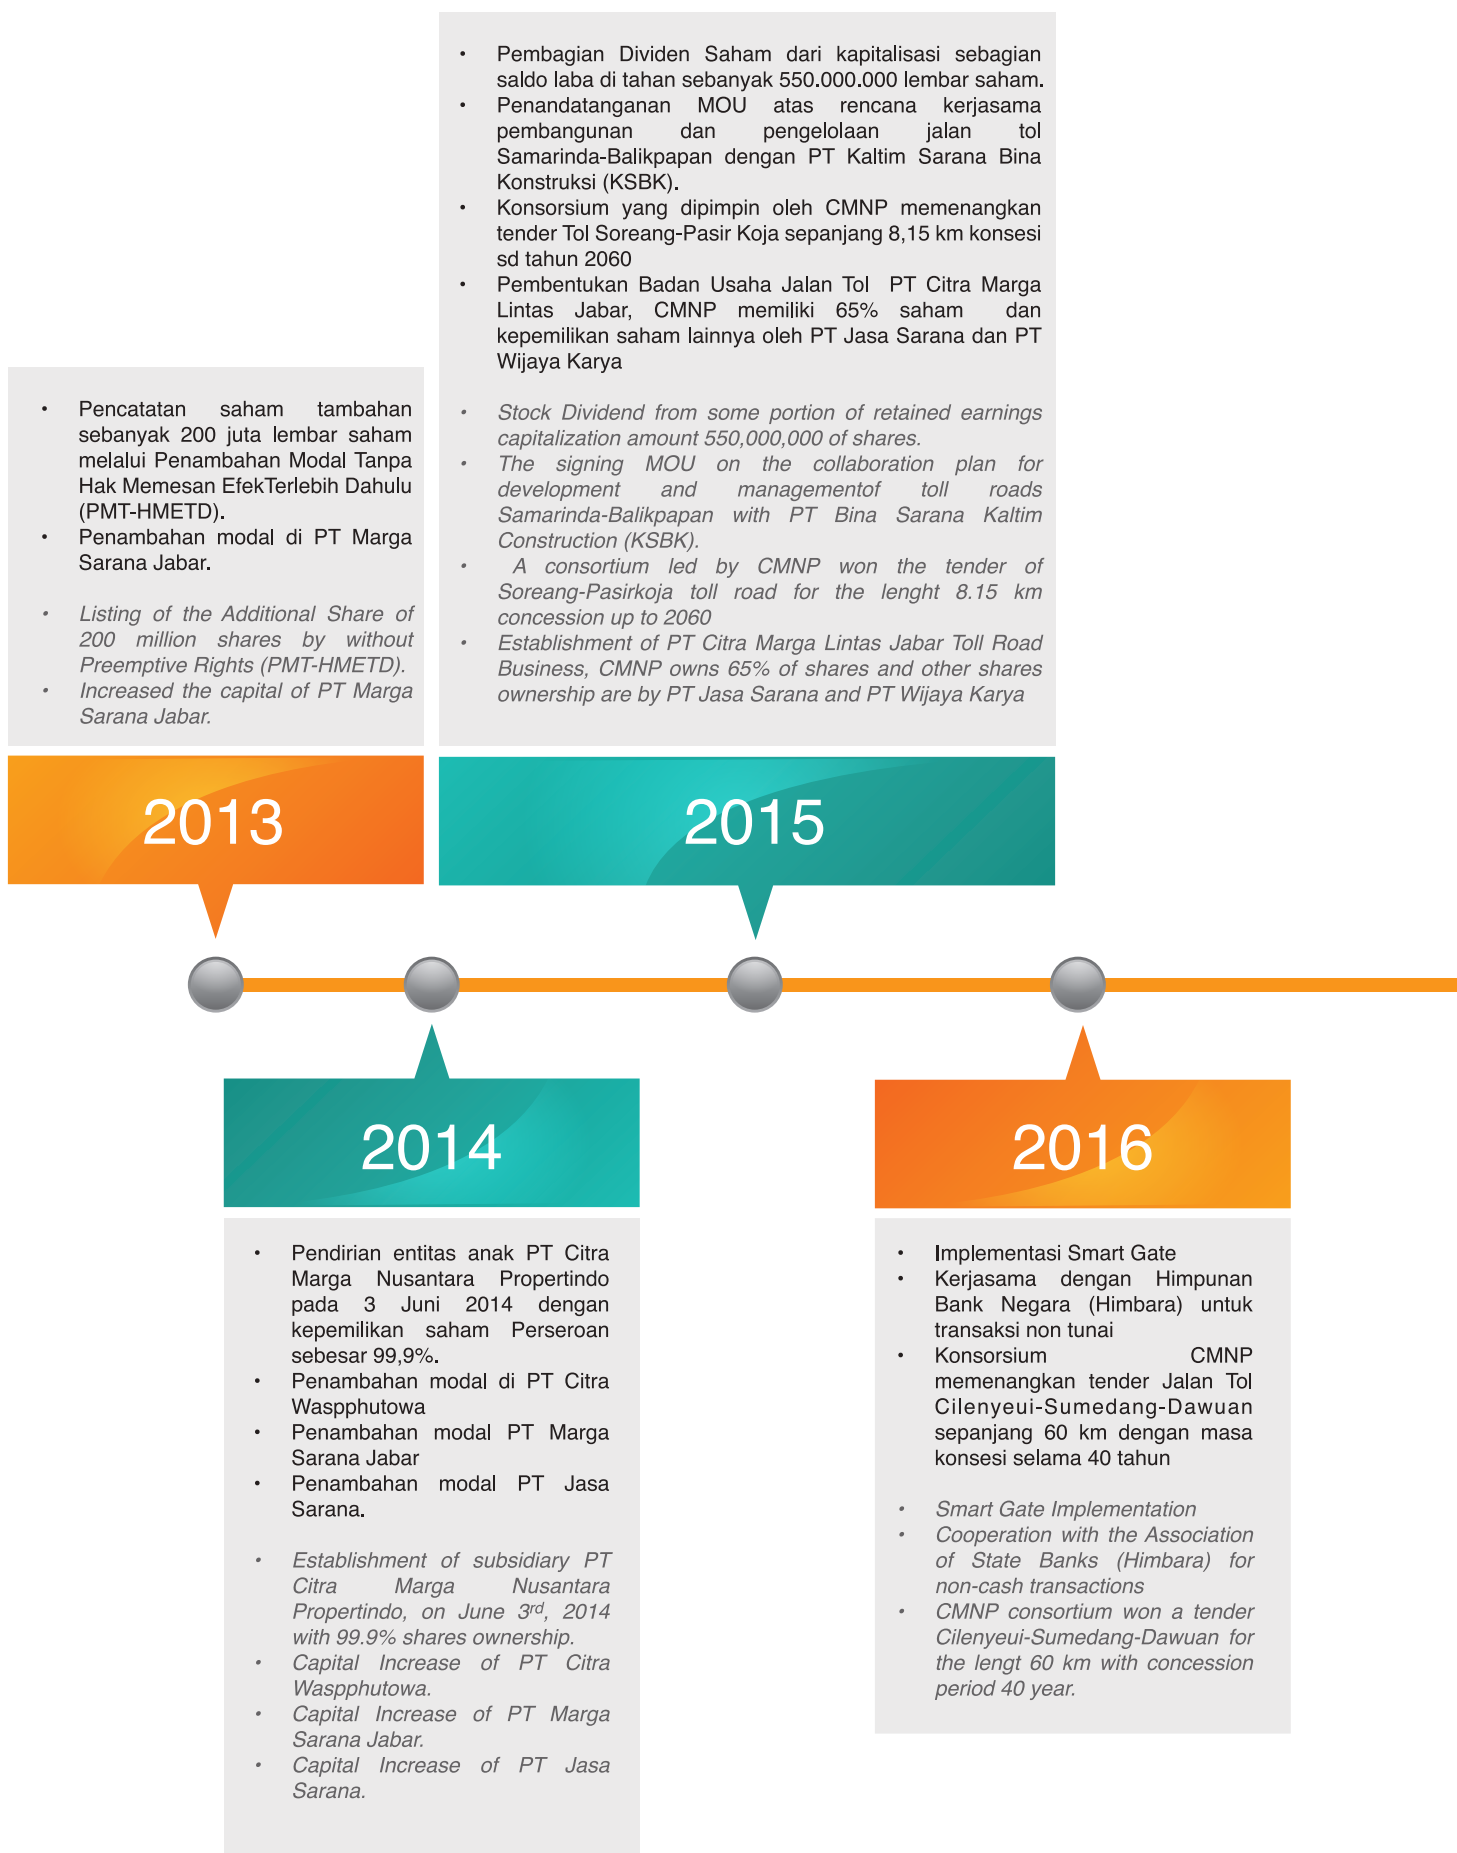 • Pencatatan saham tambahan
sebanyak 200 juta lembar saham
melalui Penambahan Modal Tanpa
Hak Memesan EfekTerlebih Dahulu
(PMT-HMETD).
• Penambahan modal di PT Marga
Sarana Jabar.
• Listing of the Additional Share of
200 million shares by without
Preemptive Rights (PMT-HMETD).
• Increased the capital of PT Marga
Sarana Jabar.
2013
• Pembagian Dividen Saham dari kapitalisasi sebagian
saldo laba di tahan sebanyak 550.000.000 lembar saham.
• Penandatanganan MOU atas rencana kerjasama
pembangunan dan pengelolaan jalan tol
Samarinda-Balikpapan dengan PT Kaltim Sarana Bina
Konstruksi (KSBK).
• Konsorsium yang dipimpin oleh CMNP memenangkan
tender Tol Soreang-Pasir Koja sepanjang 8,15 km konsesi
sd tahun 2060
• Pembentukan Badan Usaha Jalan Tol PT Citra Marga
Lintas Jabar, CMNP memiliki 65% saham dan
kepemilikan saham lainnya oleh PT Jasa Sarana dan PT
Wijaya Karya
• Stock Dividend from some portion of retained earnings
capitalization amount 550,000,000 of shares.
• The signing MOU on the collaboration plan for
development and managementof toll roads
Samarinda-Balikpapan with PT Bina Sarana Kaltim
Construction (KSBK).
• A consortium led by CMNP won the tender of
Soreang-Pasirkoja toll road for the lenght 8.15 km
concession up to 2060
• Establishment of PT Citra Marga Lintas Jabar Toll Road
Business, CMNP owns 65% of shares and other shares
ownership are by PT Jasa Sarana and PT Wijaya Karya
2015
2014
• Pendirian entitas anak PT Citra
Marga Nusantara Propertindo
pada 3 Juni 2014 dengan
kepemilikan saham Perseroan
sebesar 99,9%.
• Penambahan modal di PT Citra
Waspphutowa
• Penambahan modal PT Marga
Sarana Jabar
• Penambahan modal PT Jasa
Sarana.
• Establishment of subsidiary PT
Citra Marga Nusantara
Propertindo, on June 3rd, 2014
with 99.9% shares ownership.
• Capital Increase of PT Citra
Waspphutowa.
• Capital Increase of PT Marga
Sarana Jabar.
• Capital Increase of PT Jasa
Sarana.
2016
• Implementasi Smart Gate
• Kerjasama dengan Himpunan
Bank Negara (Himbara) untuk
transaksi non tunai
• Konsorsium CMNP
memenangkan tender Jalan Tol
Cilenyeui-Sumedang-Dawuan
sepanjang 60 km dengan masa
konsesi selama 40 tahun
• Smart Gate Implementation
• Cooperation with the Association
of State Banks (Himbara) for
non-cash transactions
• CMNP consortium won a tender
Cilenyeui-Sumedang-Dawuan for
the lengt 60 km with concession
period 40 year.